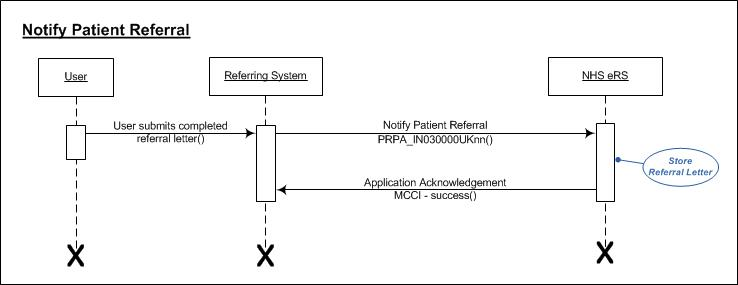 Notify Patient Referral
User
Referring System
NHS eRS
User submits completed
referral letter()
Notify Patient Referral
PRPA_IN030000UKnn()
Store
Referral Letter
Application Acknowledgement
MCCI - success()
X
X
X